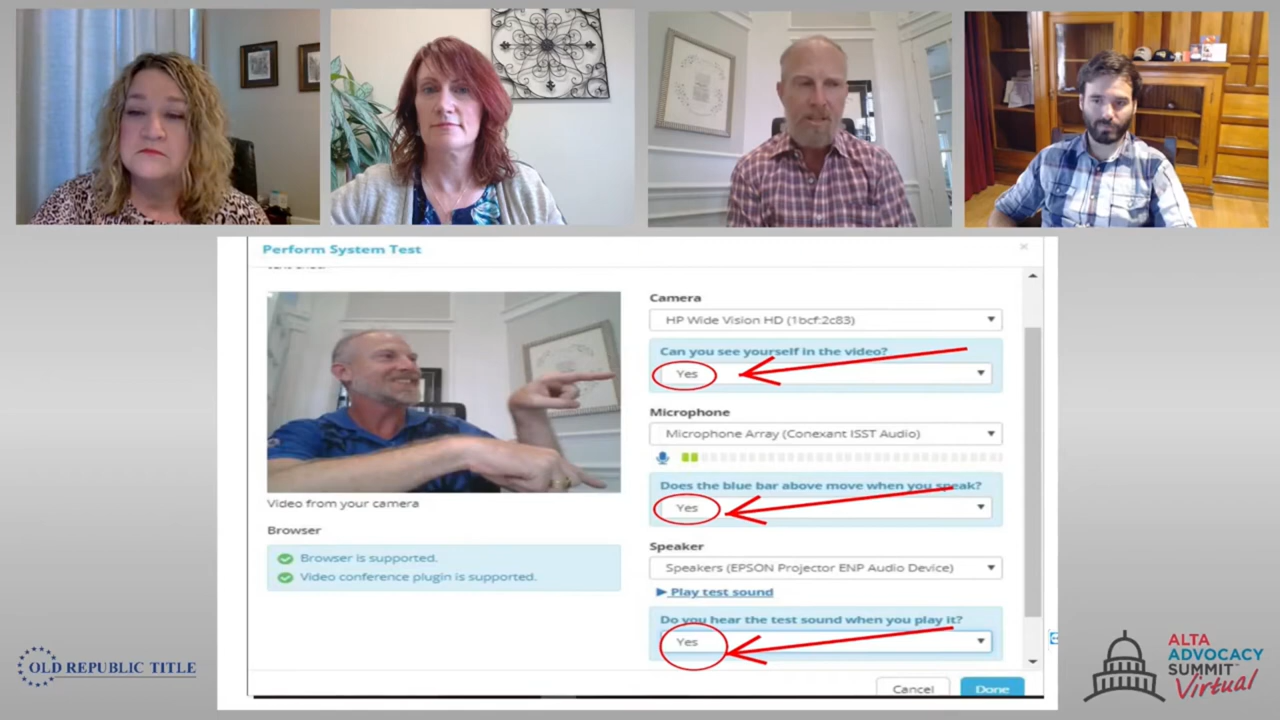 Perform System Test
Camera
HP Wide Vision HD (1bcf:2c83)
Can you see yourself in the video?
Yes
Microphone
Microphone Array (Conexant ISST Audio)
Does the blue bar above move when you speak?
Yes
Video from your camera
Browser
Browser is supported.
Video conference plugin is supported.
Speaker
Speakers (EPSON Projector ENP Audio Device)
Play test sound
Do you hear the test sound when you play it?
Yes
Cancel
Done
OLD REPUBLIC TITLE
ALTA
ADVOCACY
SUMMIT
Virtual